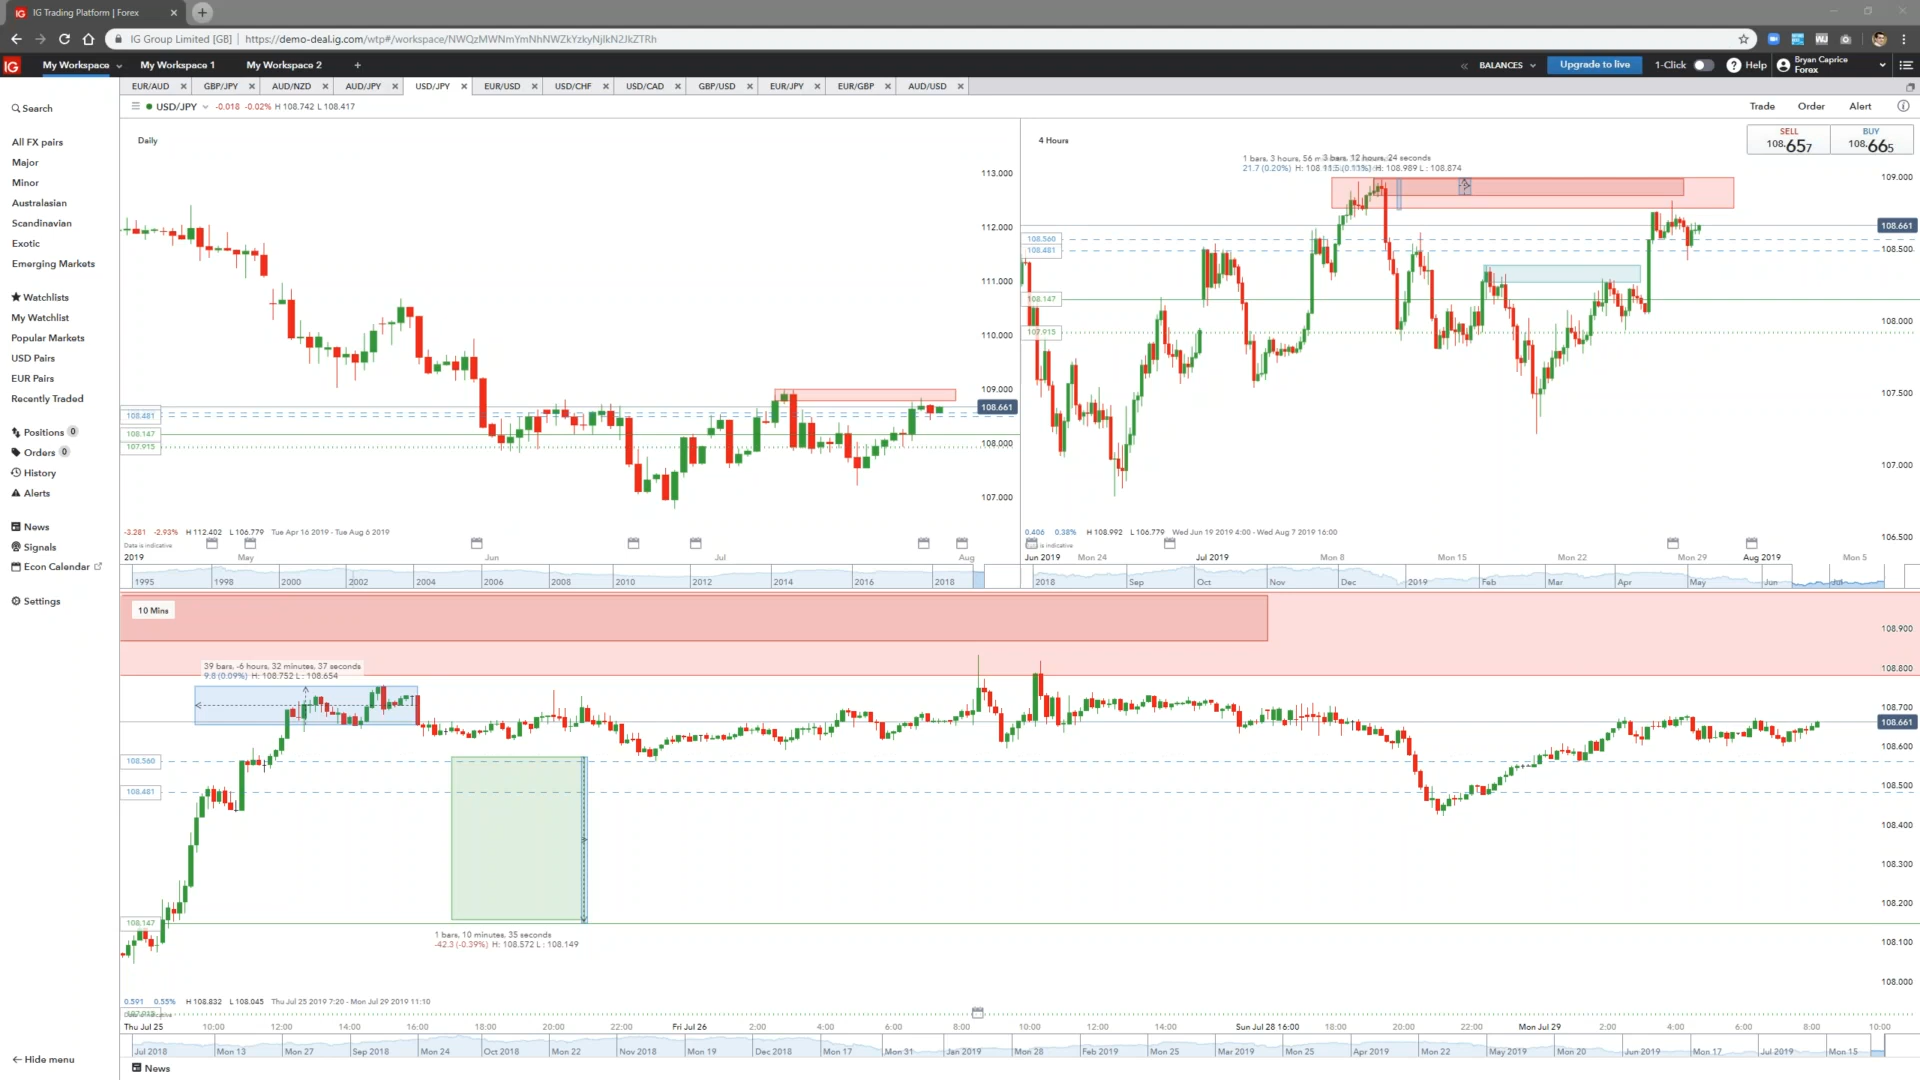 IG Trading Platform | Forex
IG Group Limited [GB]
https://demo-deal.ig.com/wtp#/workspace/NWQzMWNmYmNhNWZkYzkyNjlkN2JkZTRh
IG
My Workspace
My Workspace 1
My Workspace 2
BALANCES
Upgrade to live
1-Click
Help
Bryan Caprice
Forex
EUR/AUD
GBP/JPY
AUD/NZD
AUD/JPY
USD/JPY
EUR/USD
USD/CHF
USD/CAD
GBP/USD
EUR/JPY
EUR/GBP
AUD/USD
USD/JPY -0.018 -0.02% H 108.742 L 108.417
Trade
Order
Alert
Search
All FX pairs
Major
Minor
Australasian
Scandinavian
Exotic
Emerging Markets
Watchlists
My Watchlist
Popular Markets
USD Pairs
EUR Pairs
Recently Traded
Positions 0
Orders 0
History
Alerts
News
Signals
Econ Calendar
Settings
Hide menu
Daily
113.000
112.000
111.000
110.000
109.000
108.661
108.000
107.000
108.481
108.147
107.915
-3.281 -2.93% H 112.402 L 106.779 Tue Apr 16 2019 - Tue Aug 6 2019
Data is indicative
2019 May Jun Jul Aug
1995 1998 2000 2002 2004 2006 2008 2010 2012 2014 2016 2018
4 Hours
SELL
108.657
BUY
108.665
3 bars, 12 hours, 24 seconds
H: 108.989 L : 108.874
109.000
108.661
108.500
108.000
107.500
107.000
106.500
108.560
108.481
108.147
107.915
0.406 0.38% H 108.992 L 106.779 Wed Jun 19 2019 4:00 - Wed Aug 7 2019 16:00
is indicative
Jun 2019 Mon 24 Jul 2019 Mon 8 Mon 15 Mon 22 Mon 29 Aug 2019 Mon 5
2018 Sep Oct Nov Dec 2019 Feb Mar Apr May Jun Jul
10 Mins
39 bars, -6 hours, 32 minutes, 37 seconds
9.8 (0.09%) H: 108.752 L : 108.654
108.900
108.800
108.700
108.661
108.600
108.500
108.400
108.300
108.200
108.100
108.000
108.560
108.481
108.147
1 bars, 10 minutes, 35 seconds
-42.3 (-0.39%) H: 108.572 L : 108.149
0.591 0.55% H 108.832 L 108.045 Thu Jul 25 2019 7:20 - Mon Jul 29 2019 11:10
Thu Jul 25 10:00 12:00 14:00 16:00 18:00 20:00 22:00 Fri Jul 26 2:00 4:00 6:00 8:00 10:00 12:00 14:00 Sun Jul 28 16:00 18:00 20:00 22:00 Mon Jul 29 2:00 4:00 6:00 8:00 10:00
Jul 2018 Mon 13 Mon 27 Sep 2018 Mon 24 Oct 2018 Mon 22 Nov 2018 Mon 19 Dec 2018 Mon 17 Mon 31 Jan 2019 Mon 28 Feb 2019 Mon 25 Mar 2019 Mon 25 Apr 2019 Mon 22 May 2019 Mon 20 Jun 2019 Mon 17 Jul 2019 Mon 15
News